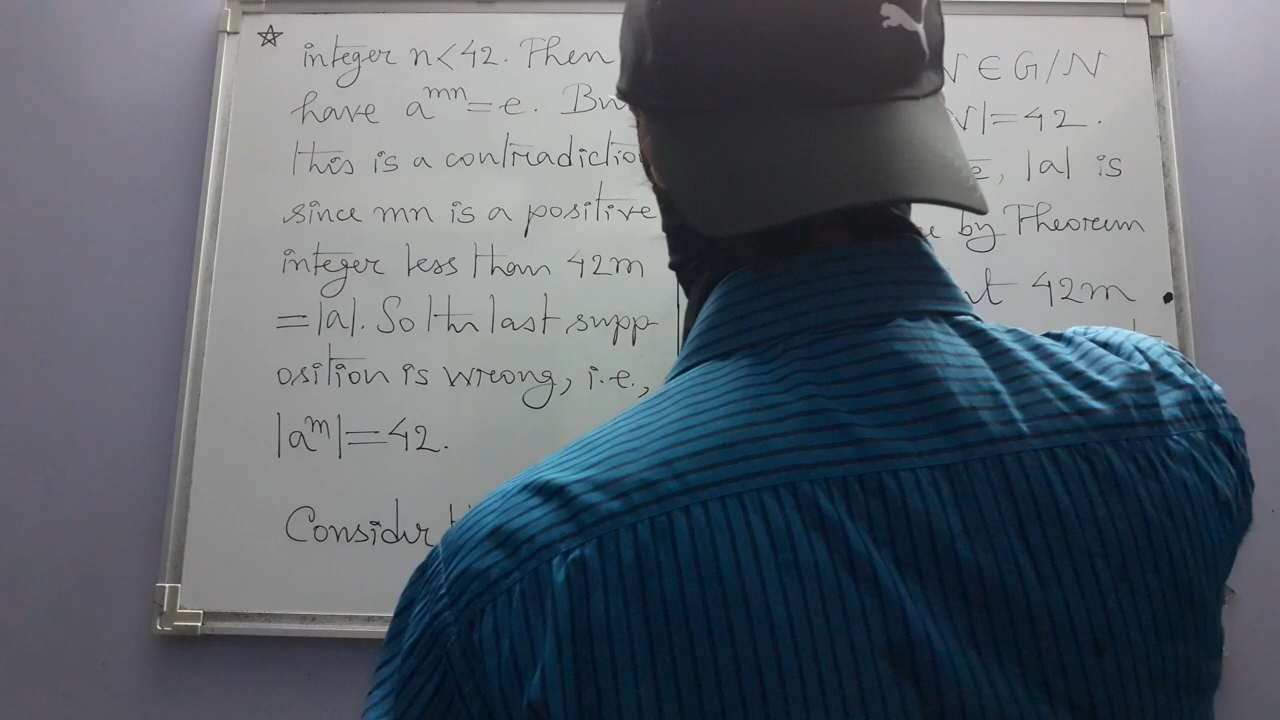 ☆ integer n<42. Then
have a^mn=e.
this is a contradiction
since mn is a positive
integer less than 42m
=|a|. So the last supp-
osition is wrong, i.e.,
|a^m|=42.
Consider
N∈G/N
N|=42.
|a| is
by Theorem
42m